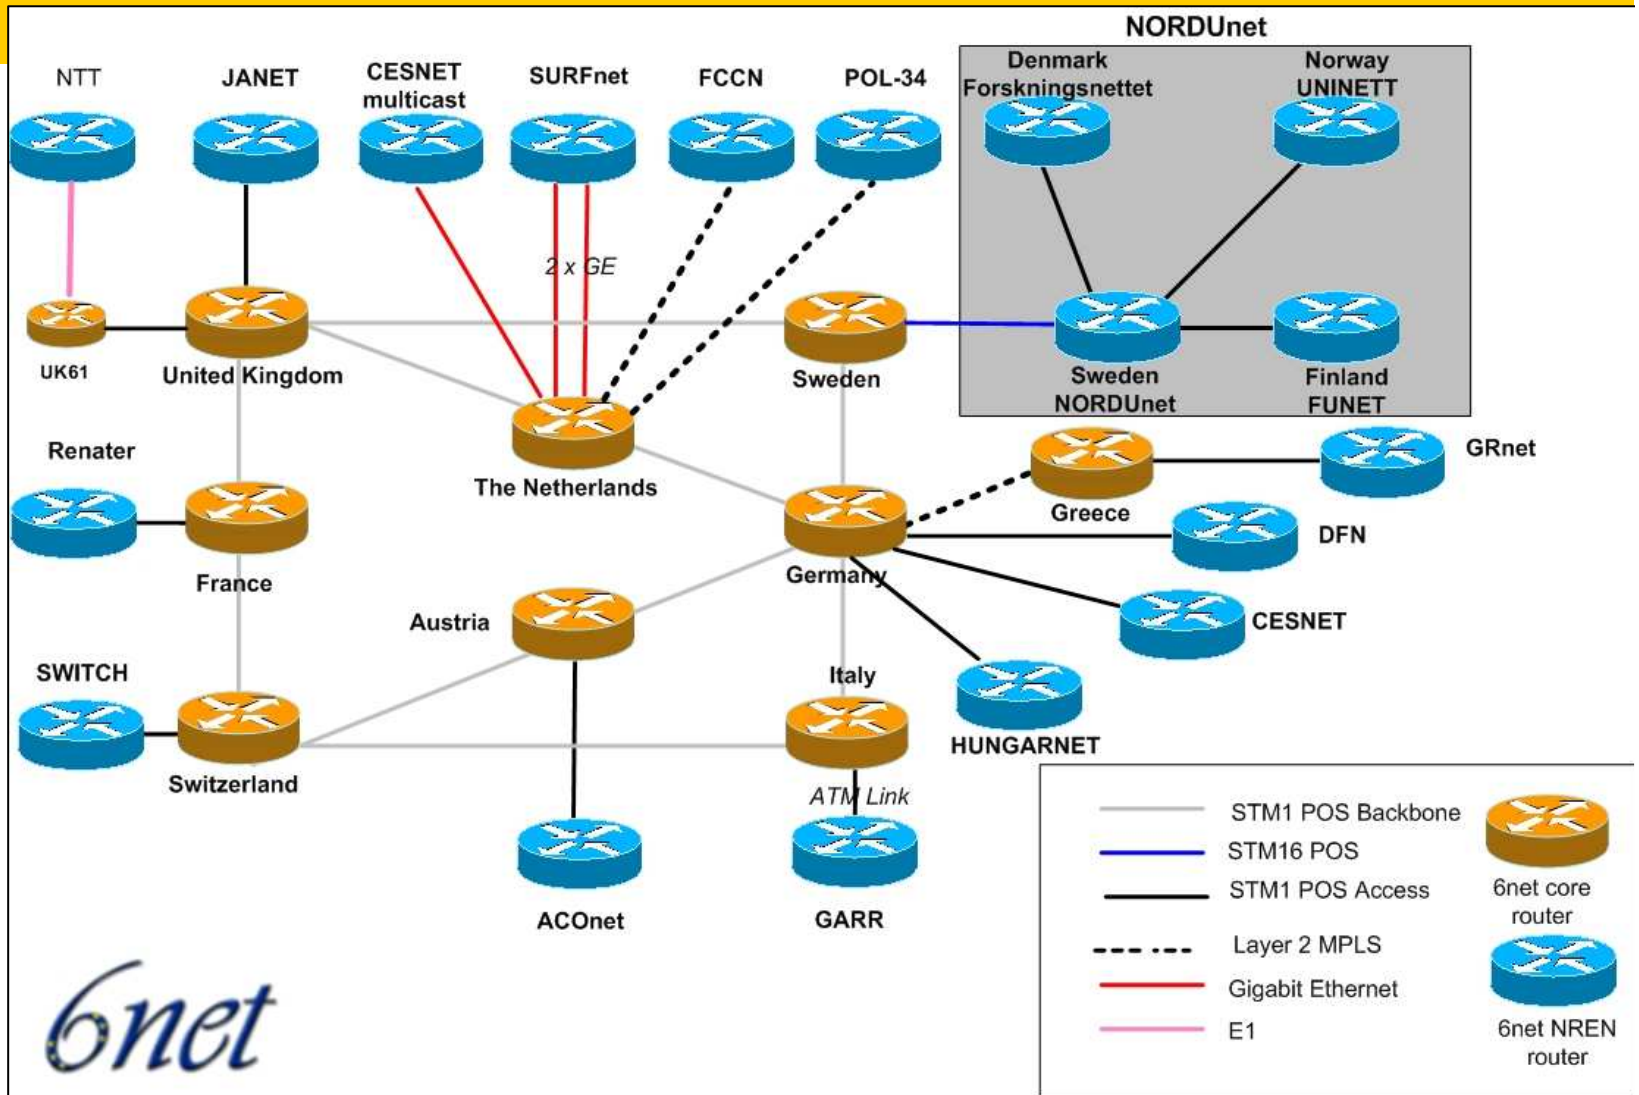 NORDUnet
NTT
JANET
CESNET
multicast
SURFnet
FCCN
POL-34
Denmark
Forskningsnettet
Norway
UNINETT
2 x GE
UK61
United Kingdom
Sweden
Sweden
NORDUnet
Finland
FUNET
Renater
The Netherlands
Greece
GRnet
France
Germany
DFN
Austria
CESNET
SWITCH
Italy
HUNGARNET
Switzerland
ATM Link
ACOnet
GARR
STM1 POS Backbone
STM16 POS
STM1 POS Access
Layer 2 MPLS
Gigabit Ethernet
E1
6net core
router
6net NREN
router
6net